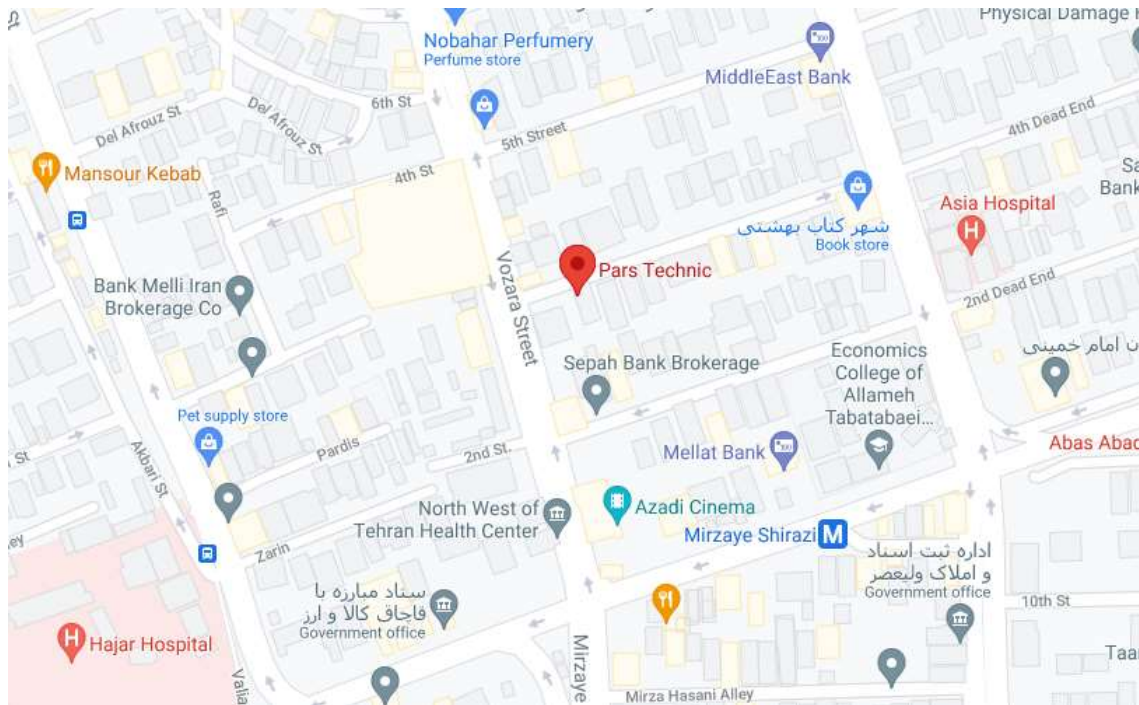 Nobahar Perfumery
Perfume store
Physical Damage
MiddleEast Bank
6th St
Del Afrouz St
Del Afrouz St
5th Street
4th Dead End
Mansour Kebab
4th St
Rafi
Asia Hospital
Bank
شهر کتاب بهشتی
Book store
Pars Technic
Vozara Street
Bank Melli Iran
Brokerage Co
2nd Dead End
Sepah Bank Brokerage
Economics
College of
Allameh
Tabatabaei...
امام خمینی
Pet supply store
Pardis
2nd St.
St
Akbari St
Mellat Bank
Abas Abad
North West of
Tehran Health Center
Azadi Cinema
Mirzaye Shirazi
M
Zarin
اداره ثبت اسناد
و املاک ولیعصر
Government office
ستاد مبارزه با
قاچاق کالا و ارز
Government office
10th St
H
Hajar Hospital
Mirzaye
Mirza Hasani Alley